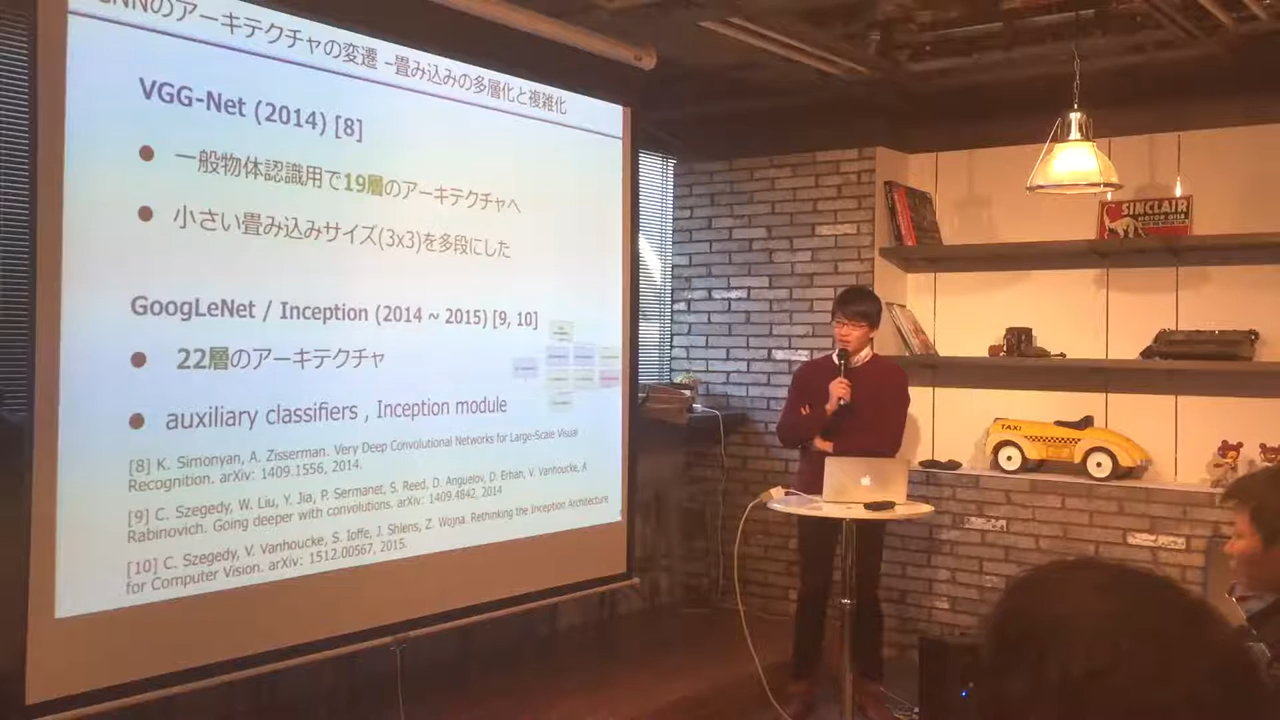 CNNのアーキテクチャの変遷 –畳み込みの多層化と複雑化
VGG-Net (2014) [8]
● 一般物体認識用で19層のアーキテクチャへ
● 小さい畳み込みサイズ(3x3)を多段にした
GoogLeNet / Inception (2014 ~ 2015) [9, 10]
● 22層のアーキテクチャ
● auxiliary classifiers , Inception module
[8] K. Simonyan, A. Zisserman. Very Deep Convolutional Networks for Large-Scale Visual
Recognition. arXiv: 1409.1556, 2014.
[9] C. Szegedy, W. Liu, Y. Jia, P. Sermanet, S. Reed, D. Anguelov, D. Erhan, V. Vanhoucke, A
Rabinovich. Going deeper with convolutions. arXiv: 1409.4842, 2014
[10] C. Szegedy, V. Vanhoucke, S. Ioffe, J. Shlens, Z. Wojna. Rethinking the Inception Architecture
for Computer Vision. arXiv: 1512.00567, 2015.
SINCLAIR
MOTOR OILS
TAXI